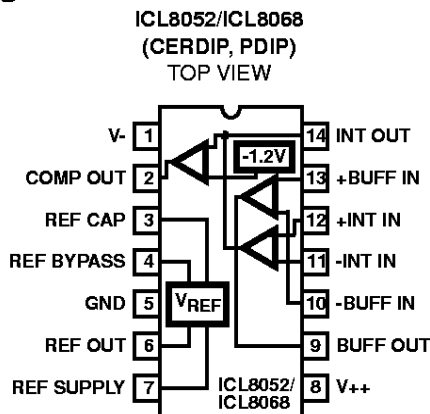 ICL8052/ICL8068
(CERDIP, PDIP)
TOP VIEW
V- 1
COMP OUT 2
REF CAP 3
REF BYPASS 4
GND 5
REF OUT 6
REF SUPPLY 7
14 INT OUT
13 +BUFF IN
12 +INT IN
11 -INT IN
10 -BUFF IN
9 BUFF OUT
8 V++
-1.2V
VREF
ICL8052/
ICL8068